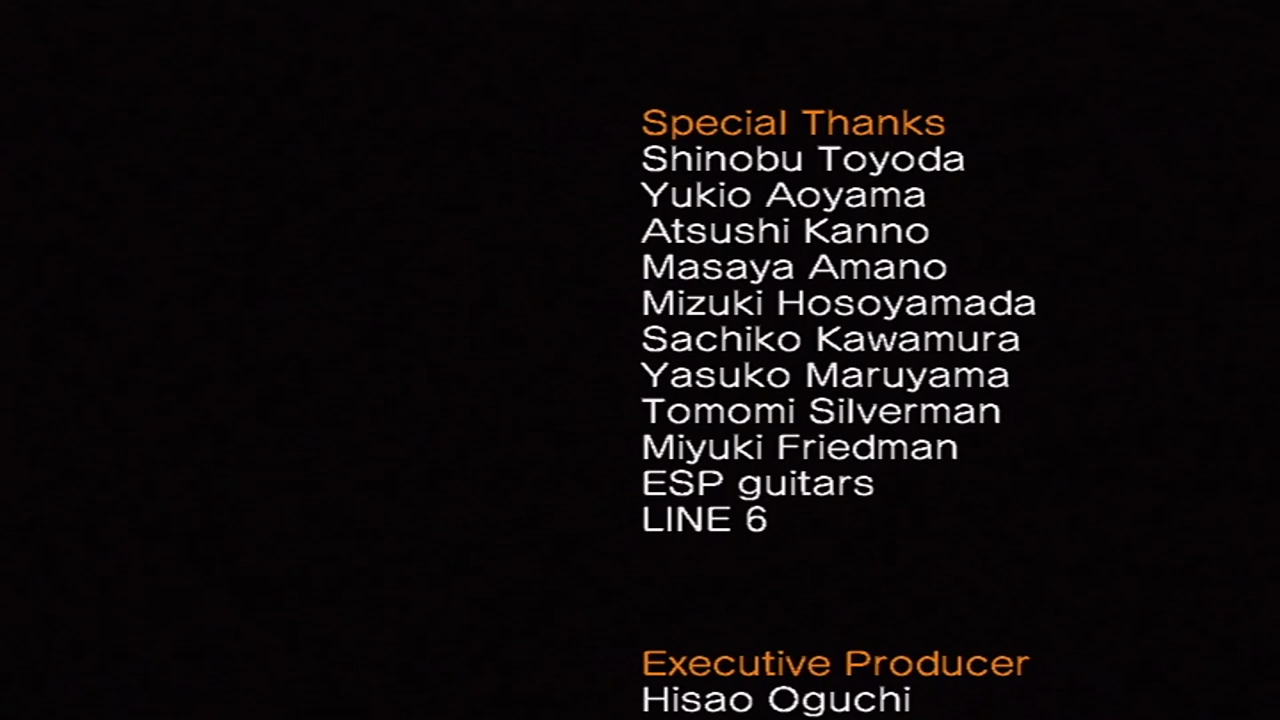 Special Thanks
Shinobu Toyoda
Yukio Aoyama
Atsushi Kanno
Masaya Amano
Mizuki Hosoyamada
Sachiko Kawamura
Yasuko Maruyama
Tomomi Silverman
Miyuki Friedman
ESP guitars
LINE 6
Executive Producer
Hisao Oguchi